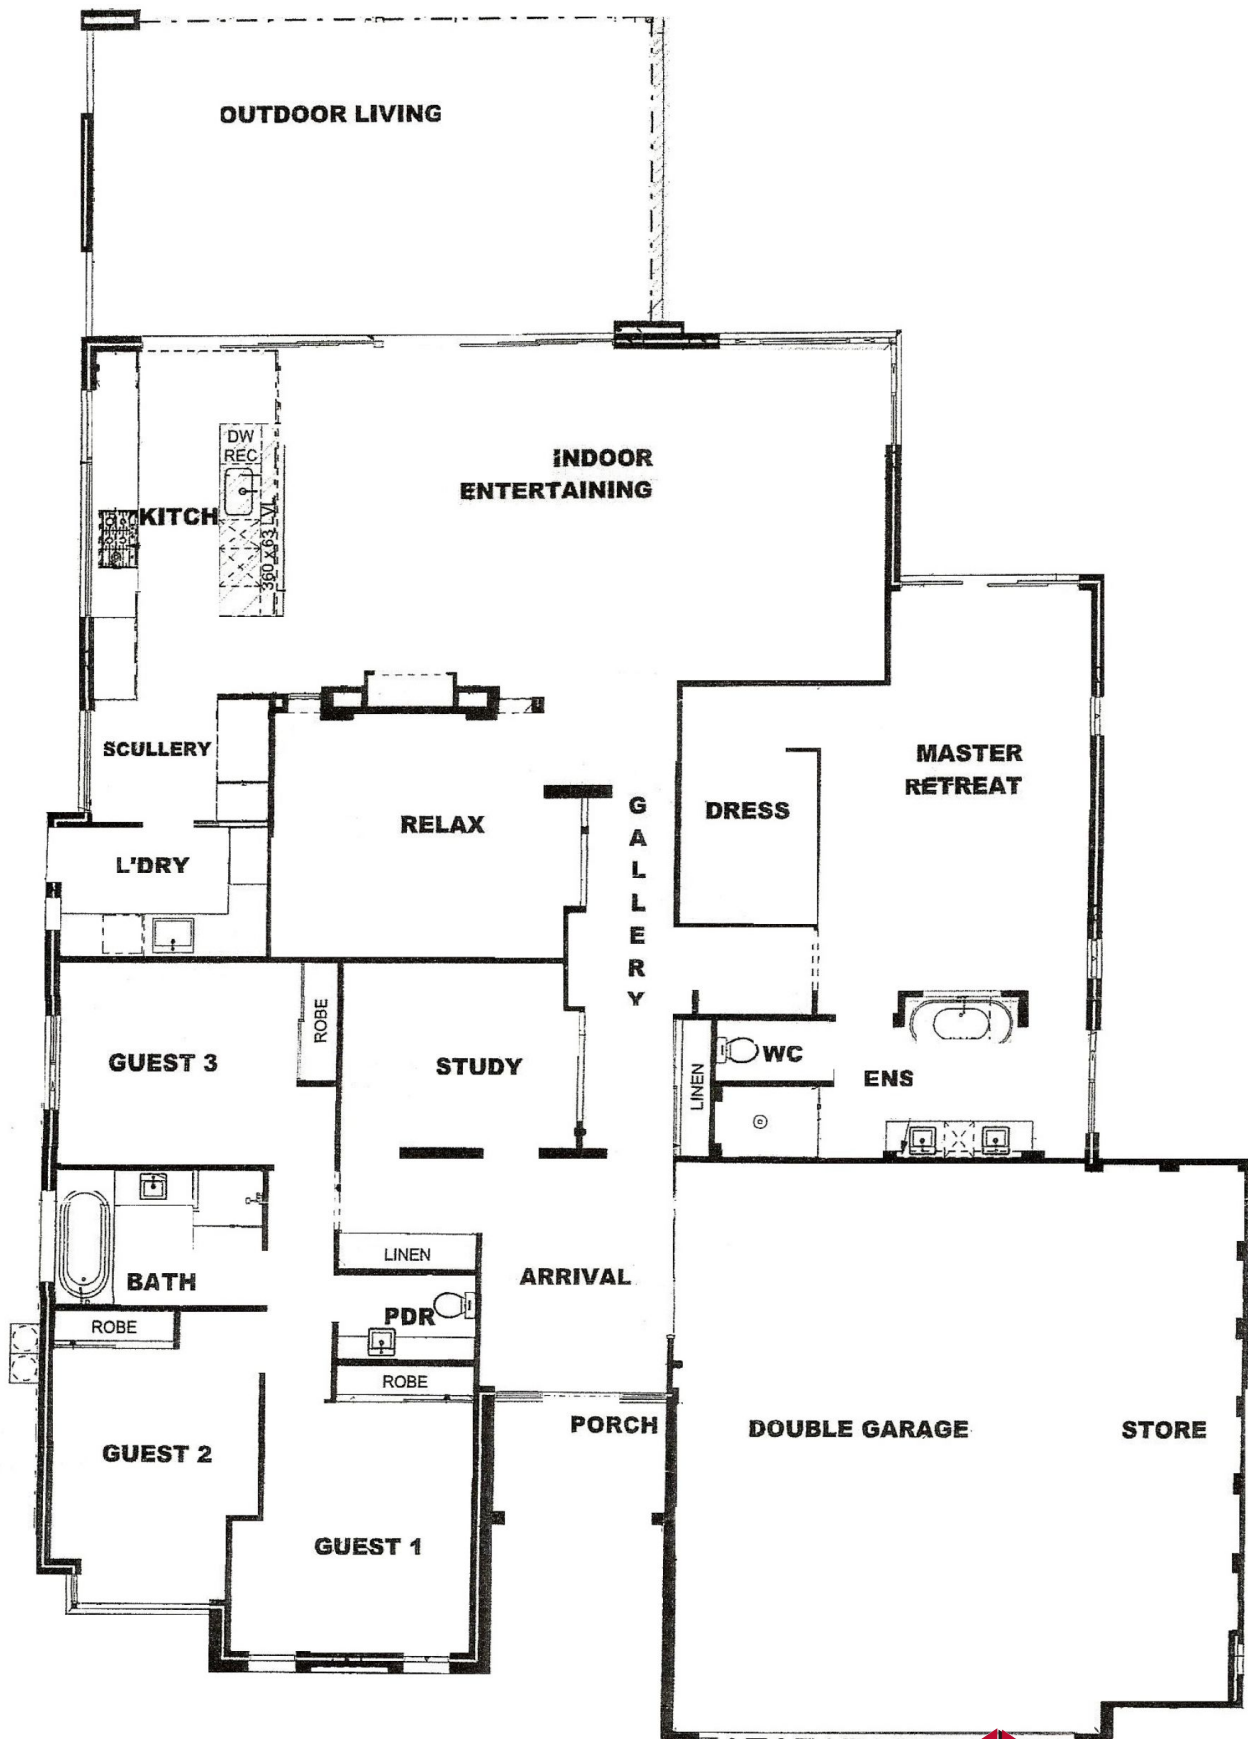 OUTDOOR LIVING
DW
REC
INDOOR
ENTERTAINING
KITCH
360 x 63 LVL
SCULLERY
MASTER
RETREAT
GALLERY
DRESS
RELAX
L'DRY
ROBE
GUEST 3
STUDY
LINEN
WC
ENS
LINEN
BATH
ARRIVAL
PDR
ROBE
ROBE
PORCH
DOUBLE GARAGE
STORE
GUEST 2
GUEST 1